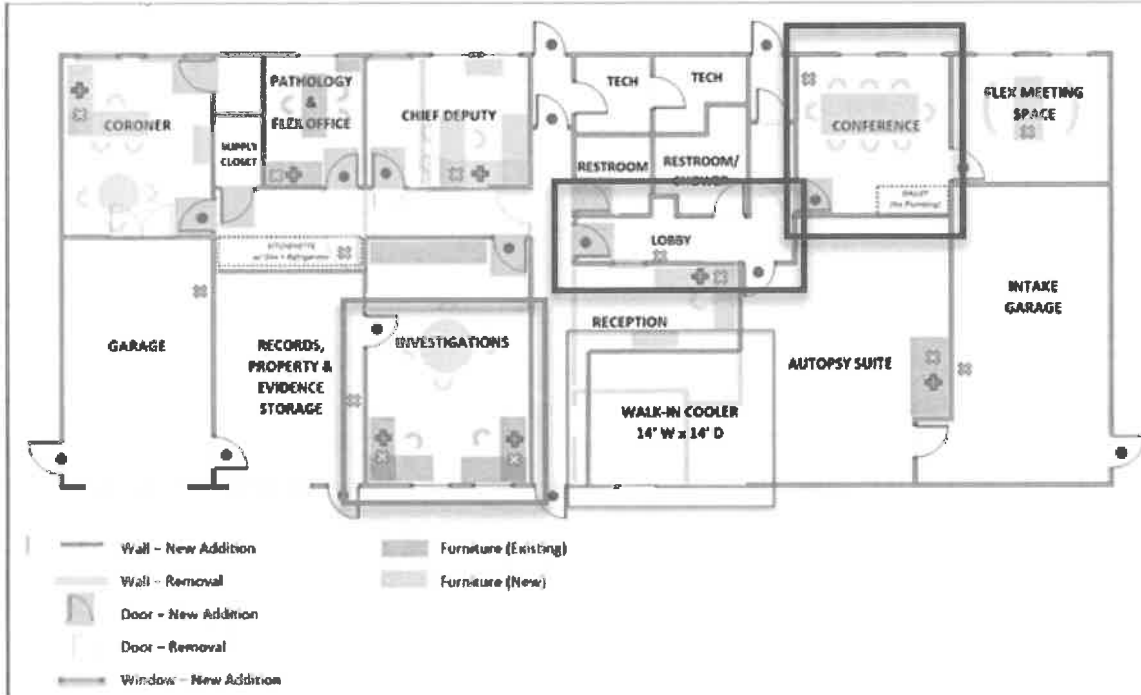 CORONER
SUPPLY
CLOSET
PATHOLOGY
&
FLEX OFFICE
CHIEF DEPUTY
TECH
TECH
RESTROOM
RESTROOM/
SHOWER
CONFERENCE
FLEX MEETING
SPACE
(No Plumbing)
KITCHENETTE
LOBBY
GARAGE
RECORDS,
PROPERTY &
EVIDENCE
STORAGE
INVESTIGATIONS
RECEPTION
WALK-IN COOLER
14' W x 14' D
AUTOPSY SUITE
INTAKE
GARAGE
Wall – New Addition
Wall – Removal
Door – New Addition
Door – Removal
Window – New Addition
Furniture (Existing)
Furniture (New)